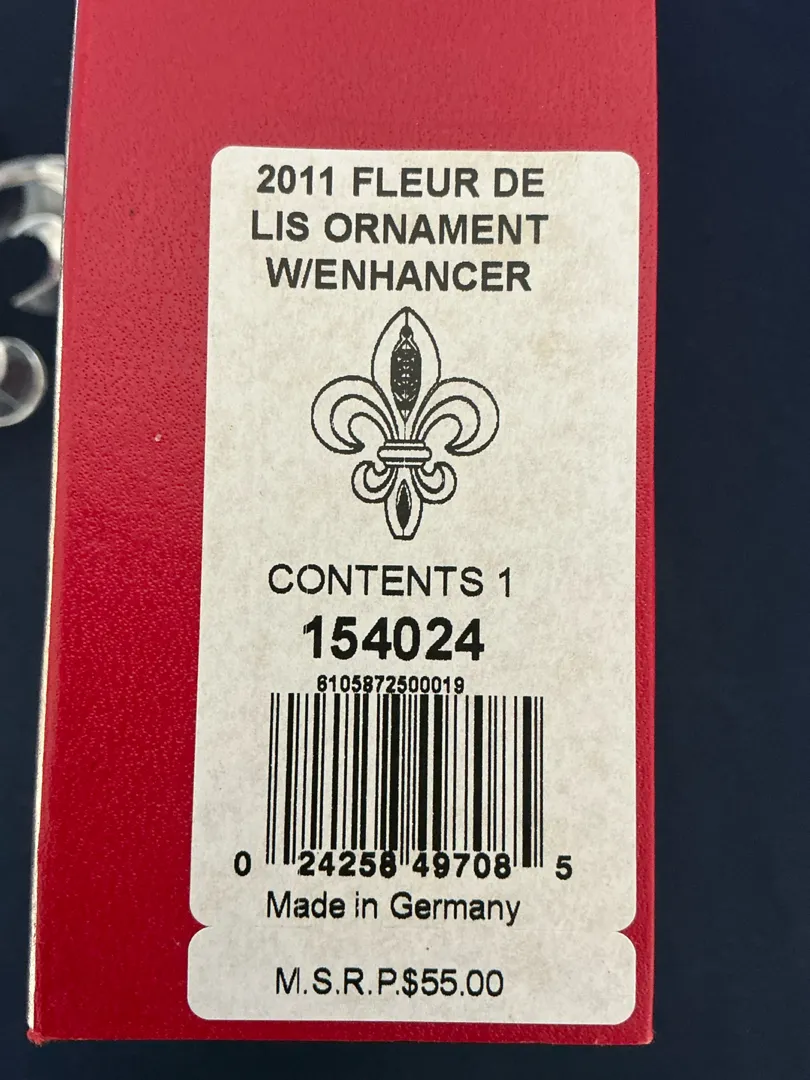 2011 FLEUR DE
LIS ORNAMENT
W/ENHANCER
CONTENTS 1
154024
6105872500019
0 24258 49708 5
Made in Germany
M.S.R.P.$55.00